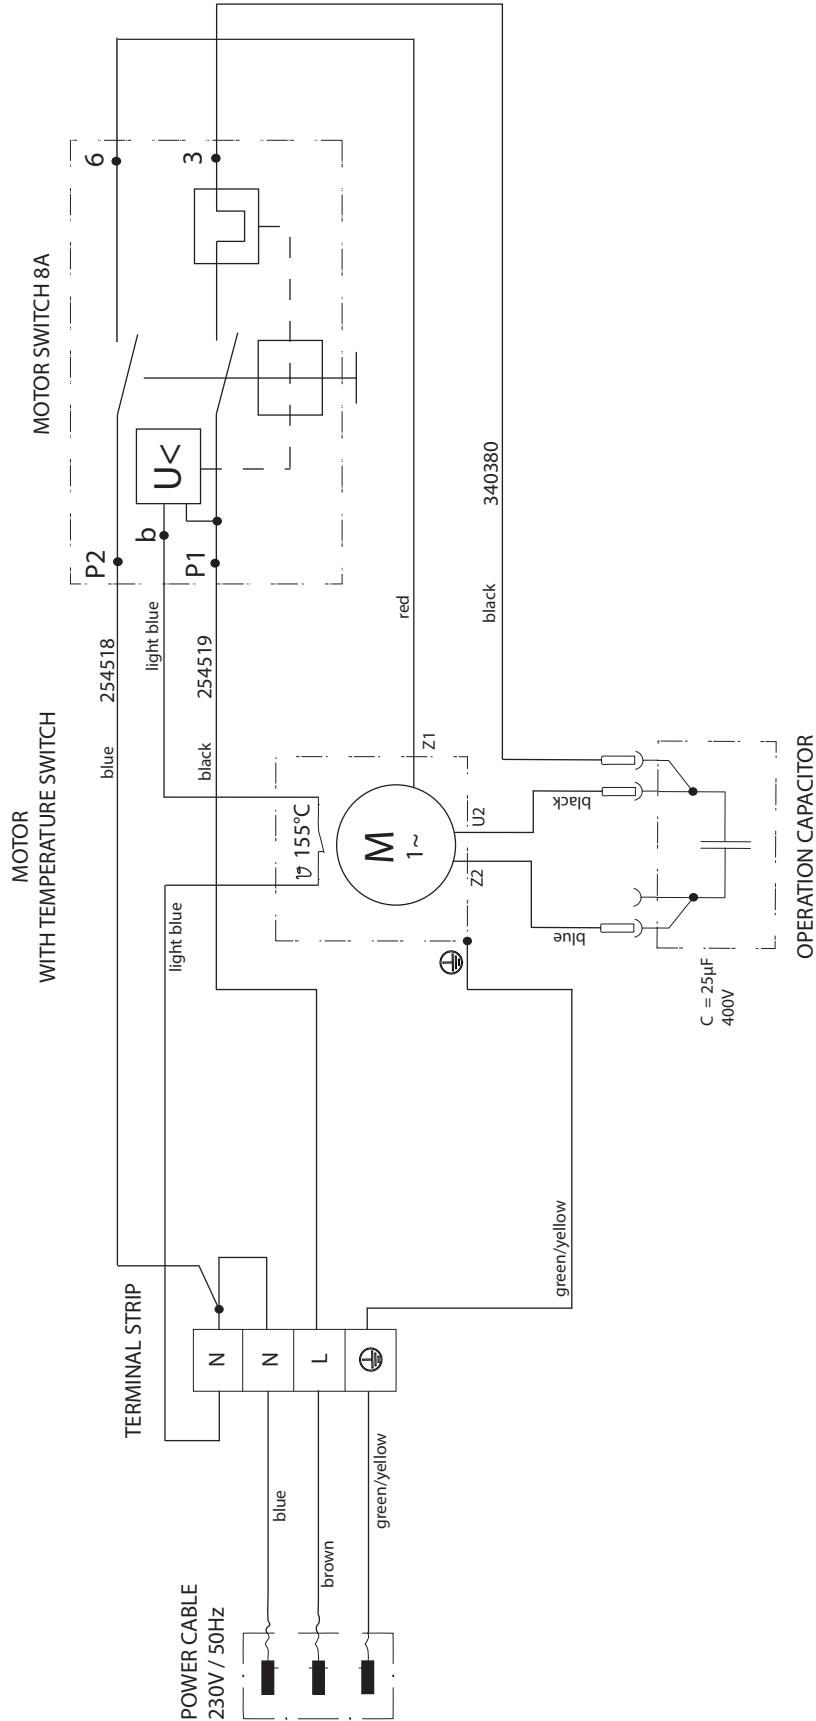 POWER CABLE
230V / 50Hz
blue
brown
green/yellow
TERMINAL STRIP
N
N
L
green/yellow
MOTOR
WITH TEMPERATURE SWITCH
light blue
blue
254518
light blue
black
254519
ϑ 155°C
M
1~
Z1
Z2
U2
red
MOTOR SWITCH 8A
P2
b
P1
U<
6
3
black
340380
blue
black
C = 25µF
400V
OPERATION CAPACITOR